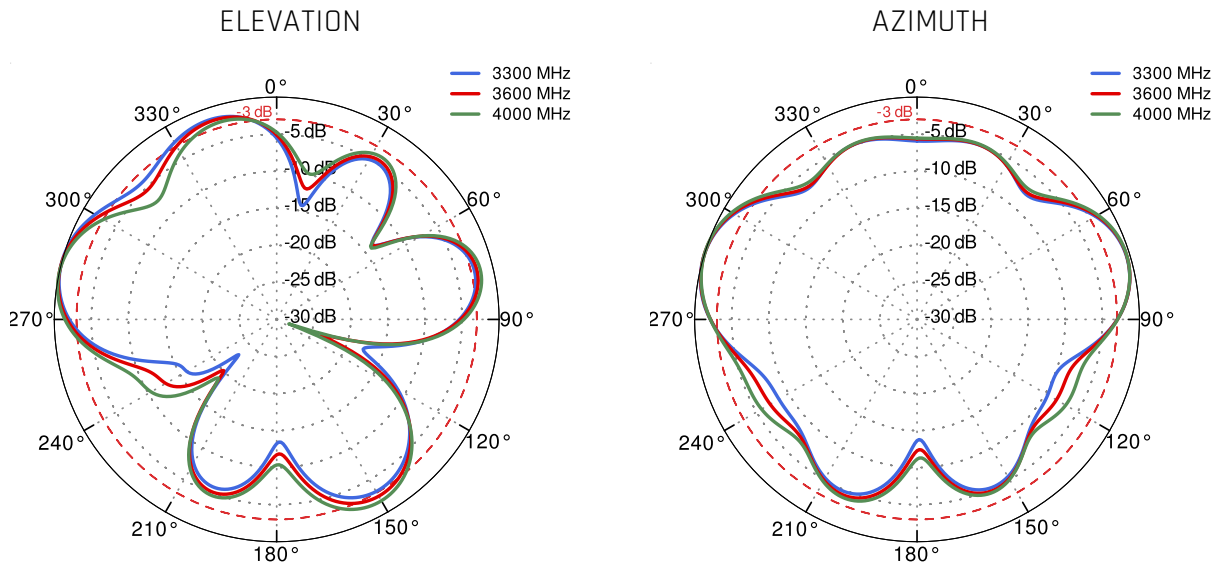 ELEVATION
3300 MHz
3600 MHz
4000 MHz
0°
30°
60°
90°
120°
150°
180°
210°
240°
270°
300°
330°
-3 dB
-5 dB
-15 dB
-20 dB
-25 dB
-30 dB
AZIMUTH
3300 MHz
3600 MHz
4000 MHz
0°
30°
60°
90°
120°
150°
180°
210°
240°
270°
300°
330°
-3 dB
-5 dB
-10 dB
-15 dB
-20 dB
-25 dB
-30 dB